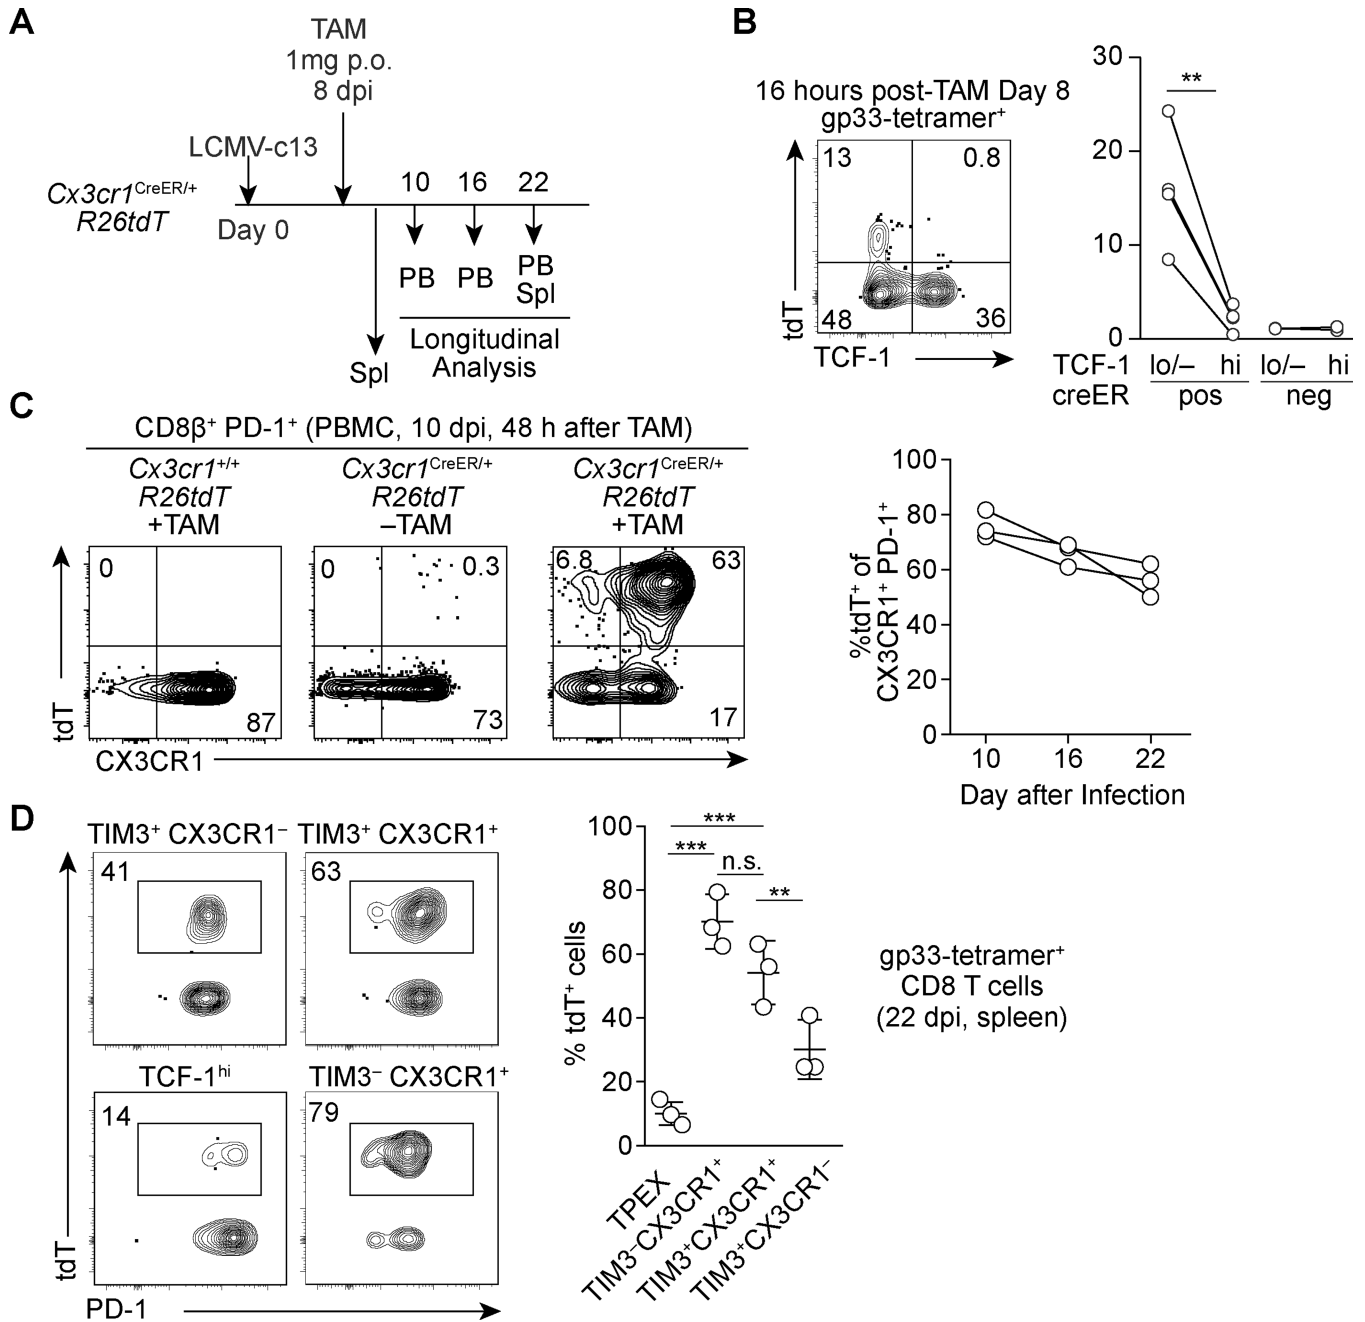 A
TAM
1mg p.o.
8 dpi
LCMV-c13
Cx3cr1CreER/+
R26tdT
Day 0
10 16 22
PB PB PB
Spl
Spl
Longitudinal
Analysis
B
16 hours post-TAM Day 8
gp33-tetramer+
13 0.8
48 36
tdT
TCF-1
30
20
10
0
**
TCF-1 lo/– hi lo/– hi
creER pos neg
C
CD8β+ PD-1+ (PBMC, 10 dpi, 48 h after TAM)
Cx3cr1+/+
R26tdT
+TAM
Cx3cr1CreER/+
R26tdT
–TAM
Cx3cr1CreER/+
R26tdT
+TAM
0
87
0 0.3
73
6.8 63
17
tdT
CX3CR1
%tdT+ of
CX3CR1+ PD-1+
100
80
60
40
20
0
10 16 22
Day after Infection
D
TIM3+ CX3CR1– TIM3+ CX3CR1+
41 63
TCF-1hi TIM3– CX3CR1+
14 79
tdT
PD-1
% tdT+ cells
100
80
60
40
20
0
***
***
n.s.
**
TPEX
TIM3–CX3CR1+
TIM3+CX3CR1+
TIM3+CX3CR1–
gp33-tetramer+
CD8 T cells
(22 dpi, spleen)